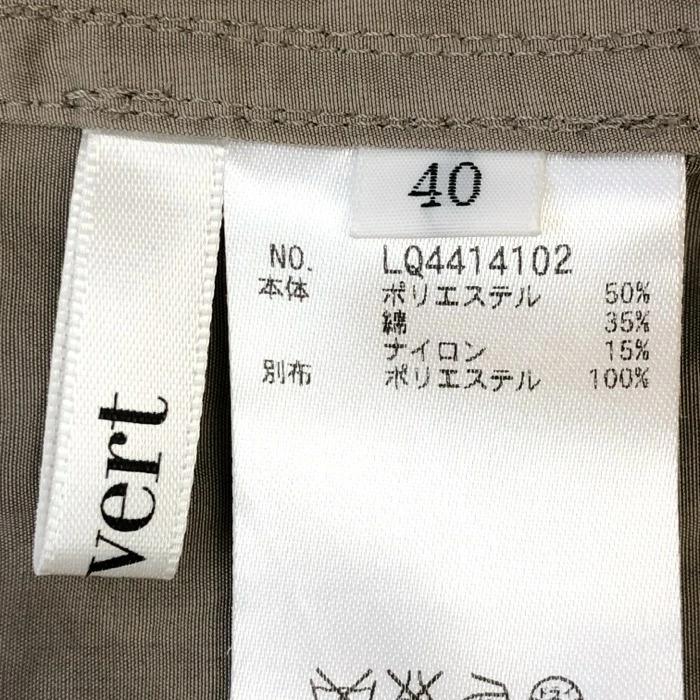 vert
40
NO. LQ4414102
本体 ポリエステル 50%
綿 35%
ナイロン 15%
別布 ポリエステル 100%